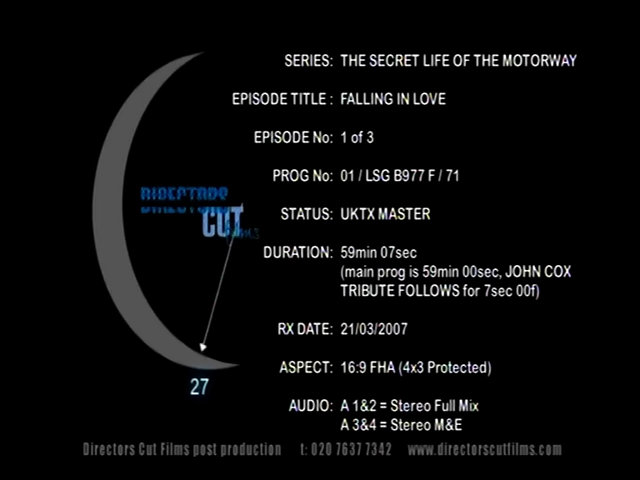 SERIES: THE SECRET LIFE OF THE MOTORWAY
EPISODE TITLE : FALLING IN LOVE
EPISODE No: 1 of 3
PROG No: 01 / LSG B977 F / 71
STATUS: UKTX MASTER
DIRECTORS
CUT
DURATION: 59min 07sec
(main prog is 59min 00sec, JOHN COX
TRIBUTE FOLLOWS for 7sec 00f)
RX DATE: 21/03/2007
ASPECT: 16:9 FHA (4x3 Protected)
27
AUDIO: A 1&2 = Stereo Full Mix
A 3&4 = Stereo M&E
Directors Cut Films post production t: 020 7637 7342 www.directorscutfilms.com